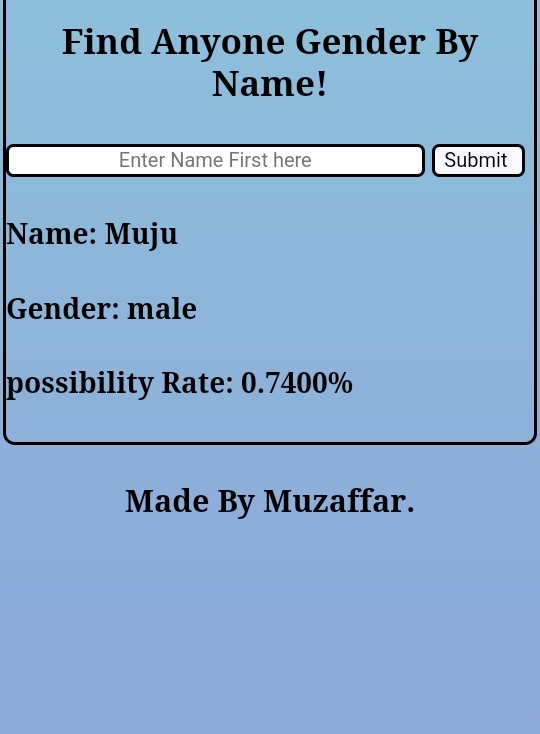 Find Anyone Gender By
Name!
Enter Name First here
Submit
Name: Muju
Gender: male
possibility Rate: 0.7400%
Made By Muzaffar.